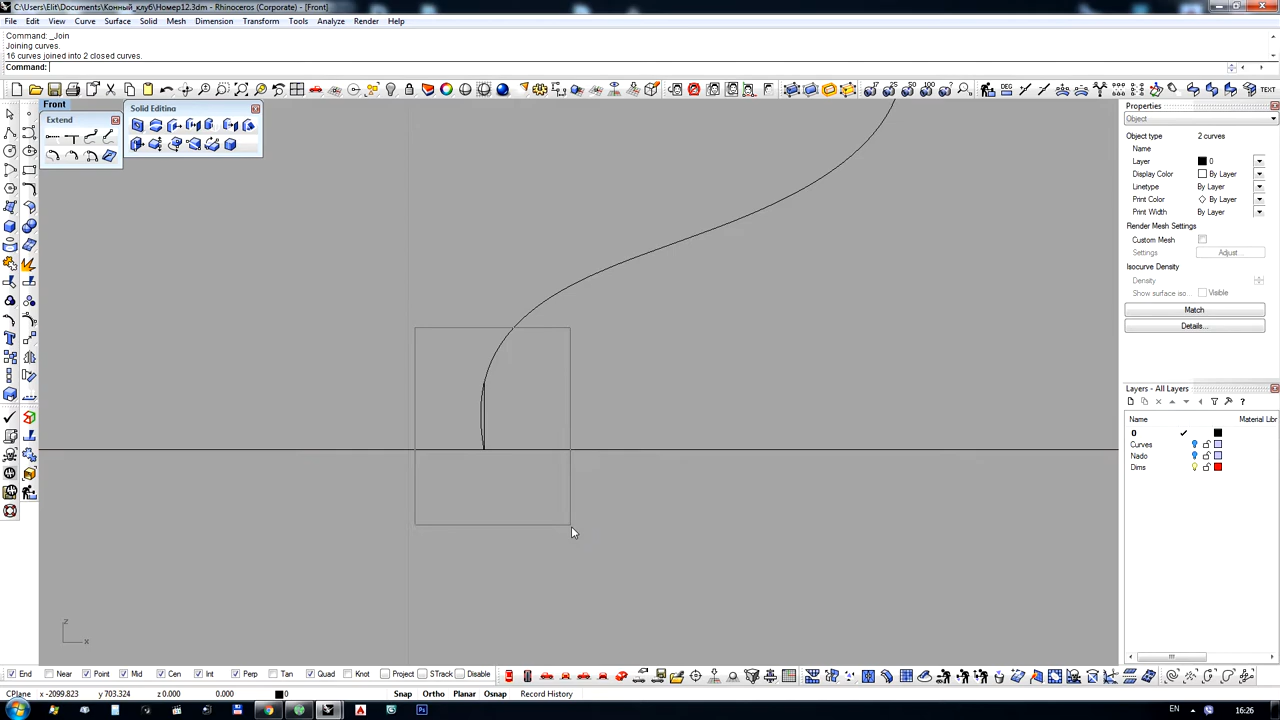 C:\Users\Elit\Documents\Конный_клуб\Номер12.3dm - Rhinoceros (Corporate) - [Front]
File Edit View Curve Surface Solid Mesh Dimension Transform Tools Analyze Render Help
Command: _Join
Joining curves.
16 curves joined into 2 closed curves.
Command:
TEXT
Front
Extend
Solid Editing
Properties
Object
Object type 2 curves
Name
Layer 0
Display Color By Layer
Linetype By Layer
Print Color By Layer
Print Width By Layer
Render Mesh Settings
Custom Mesh
Settings Adjust...
Isocurve Density
Density
Show surface iso... Visible
Match
Details...
Layers - All Layers
Name Material Libr
0
Curves
Nado
Dims
z
x
End Near Point Mid Cen Int Perp Tan Quad Knot Project STrack Disable
CPlane x -2099.823 y 703.324 z 0.000 0.000 0 Snap Ortho Planar Osnap Record History
EN 16:26